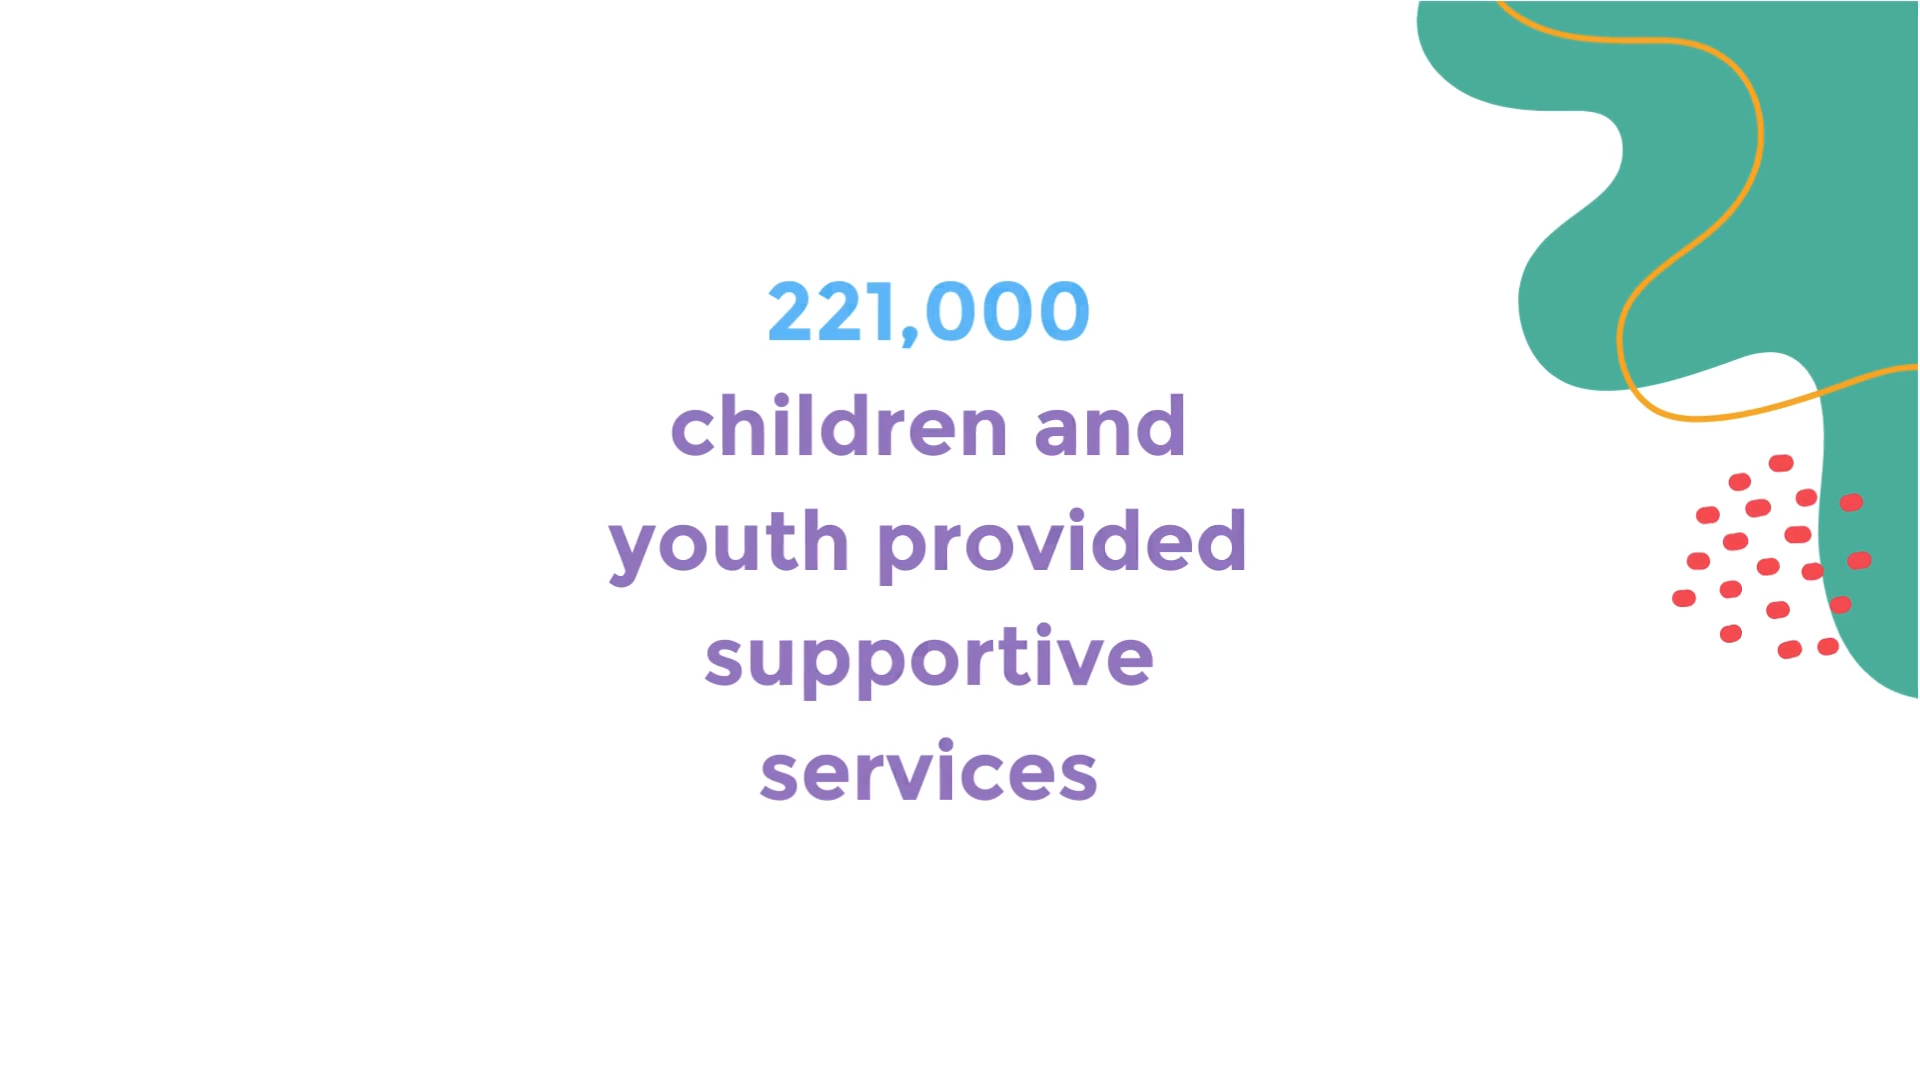 221,000
children and
youth provided
supportive
services